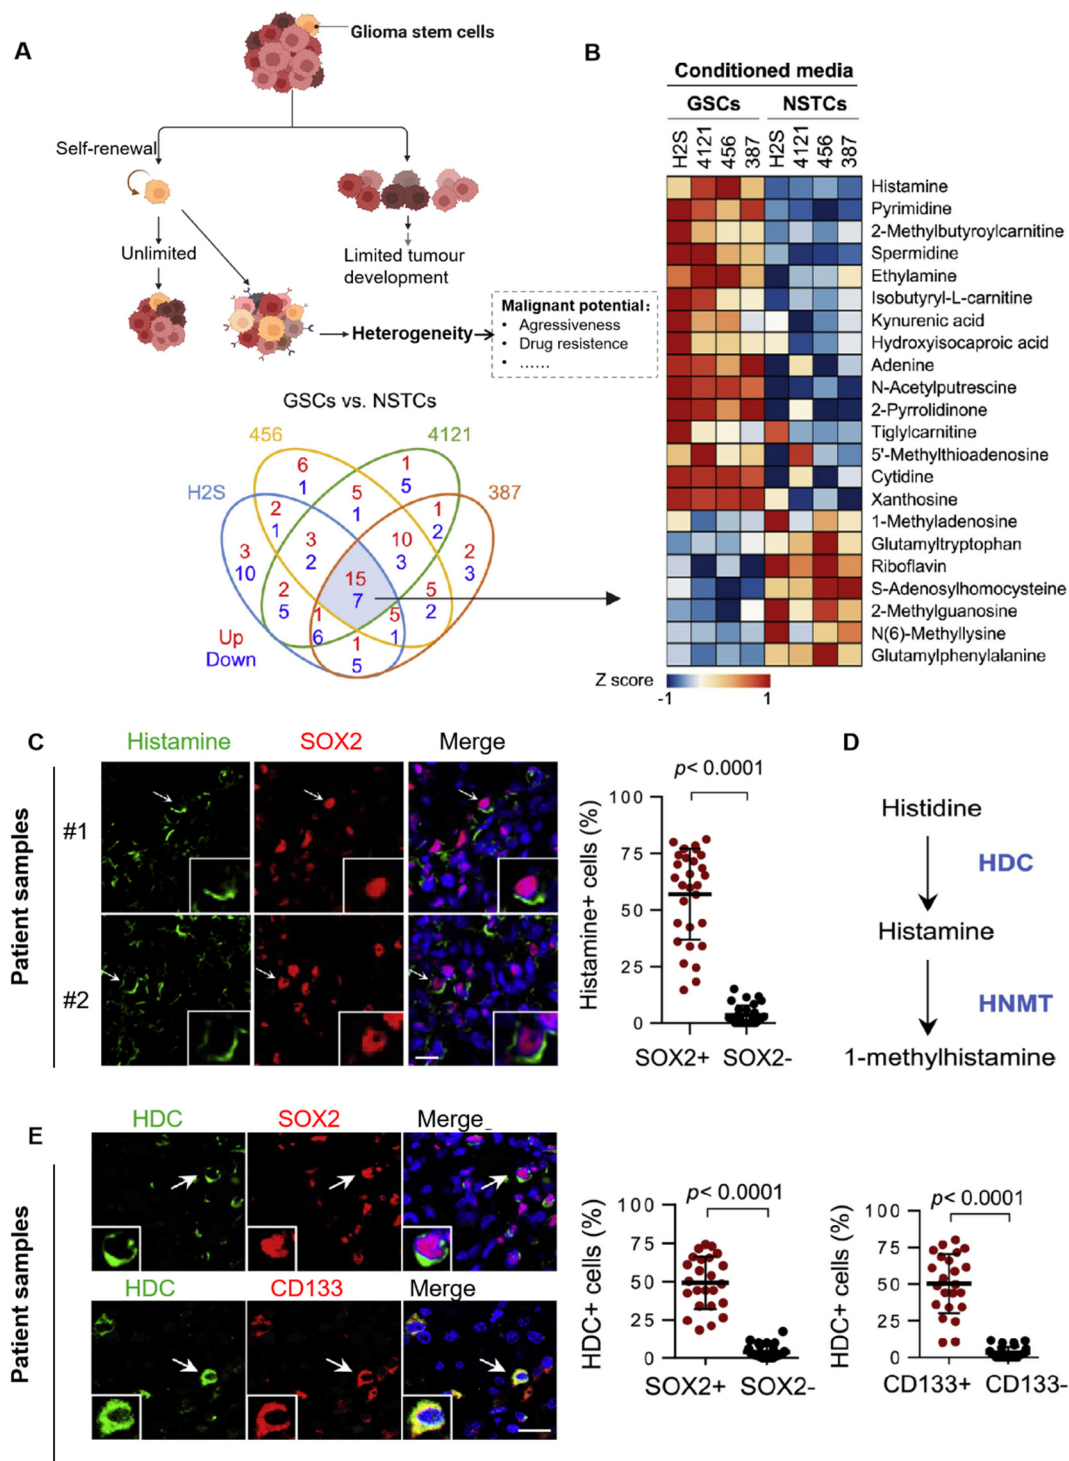 A
Glioma stem cells
Self-renewal
Unlimited
Limited tumour
development
Heterogeneity
Malignant potential:
• Agressiveness
• Drug resistence
• ......
GSCs vs. NSTCs
456
4121
H2S
387
6
1
1
5
5
1
2
1
1
2
3
10
3
2
10
3
2
3
15
7
2
5
5
2
1
6
5
1
1
5
Up
Down
B
Conditioned media
GSCs NSTCs
H2S 4121 456 387 H2S 4121 456 387
Histamine
Pyrimidine
2-Methylbutyroylcarnitine
Spermidine
Ethylamine
Isobutyryl-L-carnitine
Kynurenic acid
Hydroxyisocaproic acid
Adenine
N-Acetylputrescine
2-Pyrrolidinone
Tiglylcarnitine
5'-Methylthioadenosine
Cytidine
Xanthosine
1-Methyladenosine
Glutamyltryptophan
Riboflavin
S-Adenosylhomocysteine
2-Methylguanosine
N(6)-Methyllysine
Glutamylphenylalanine
Z score
-1 1
C
Histamine SOX2 Merge
Patient samples
#1
#2
p< 0.0001
Histamine+ cells (%)
100
75
50
25
0
SOX2+ SOX2-
D
Histidine
HDC
Histamine
HNMT
1-methylhistamine
E
Patient samples
HDC SOX2 Merge
HDC CD133 Merge
p< 0.0001
HDC+ cells (%)
100
75
50
25
0
SOX2+ SOX2-
p< 0.0001
HDC+ cells (%)
100
75
50
25
0
CD133+ CD133-